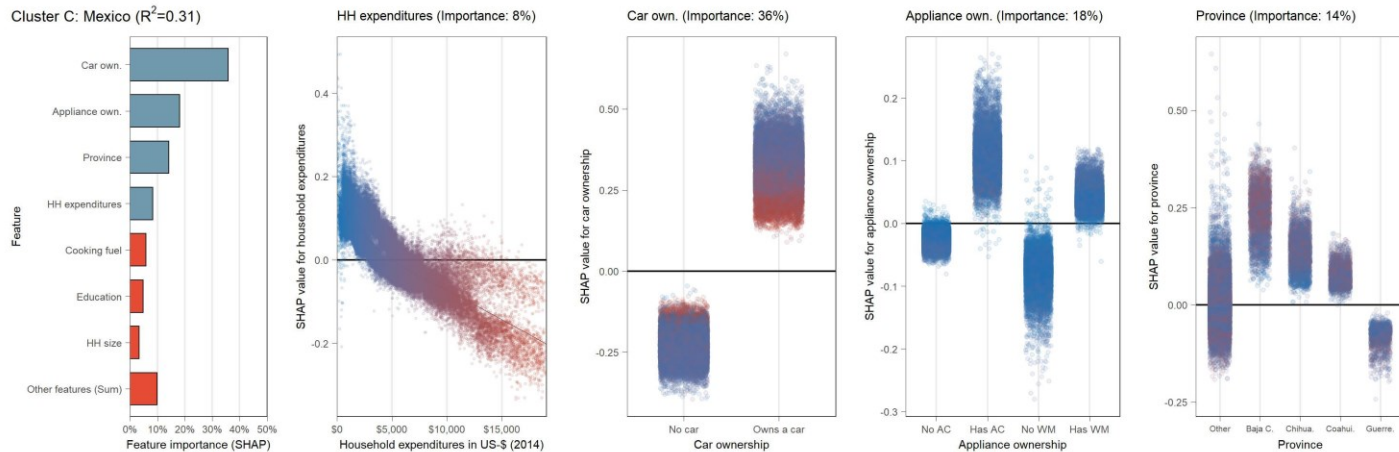 Cluster C: Mexico (R²=0.31)
Feature
Car own.
Appliance own.
Province
HH expenditures
Cooking fuel
Education
HH size
Other features (Sum)
0% 10% 20% 30% 40% 50%
Feature importance (SHAP)
HH expenditures (Importance: 8%)
SHAP value for household expenditures
0.4
0.2
0.0
-0.2
$0 $5,000 $10,000 $15,000
Household expenditures in US-$ (2014)
Car own. (Importance: 36%)
SHAP value for car ownership
0.50
0.25
0.00
-0.25
No car Owns a car
Car ownership
Appliance own. (Importance: 18%)
SHAP value for appliance ownership
0.2
0.1
0.0
-0.1
-0.2
-0.3
No AC Has AC No WM Has WM
Appliance ownership
Province (Importance: 14%)
SHAP value for province
0.50
0.25
0.00
-0.25
Other Baja C. Chihua. Coahui. Guerre.
Province